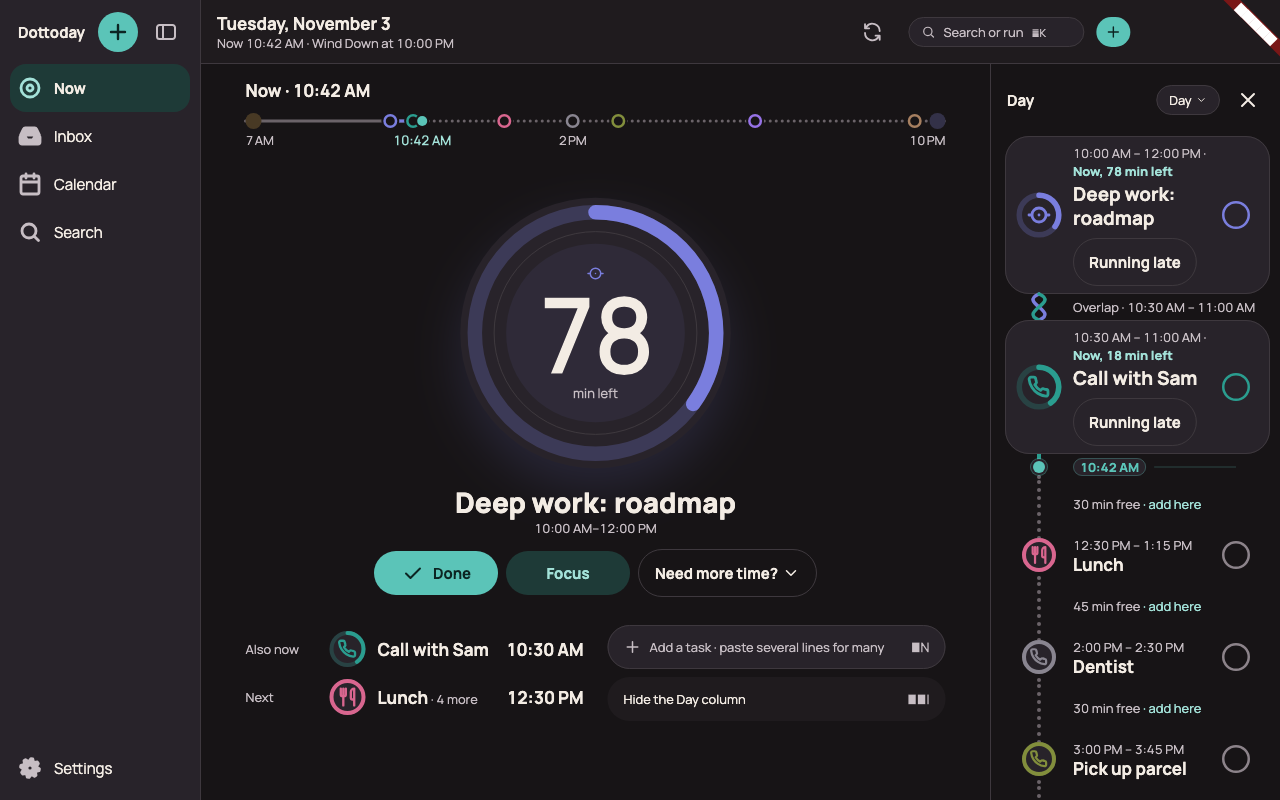 Dottoday
Now
Inbox
Calendar
Search
Settings
Tuesday, November 3
Now 10:42 AM · Wind Down at 10:00 PM
Search or run
K
Now · 10:42 AM
7 AM
10:42 AM
2 PM
10 PM
78
min left
Deep work: roadmap
10:00 AM–12:00 PM
Done
Focus
Need more time?
Also now
Call with Sam
10:30 AM
Next
Lunch · 4 more
12:30 PM
Add a task · paste several lines for many
N
Hide the Day column
Day
Day
10:00 AM – 12:00 PM ·
Now, 78 min left
Deep work:
roadmap
Running late
Overlap · 10:30 AM – 11:00 AM
10:30 AM – 11:00 AM ·
Now, 18 min left
Call with Sam
Running late
10:42 AM
30 min free · add here
12:30 PM – 1:15 PM
Lunch
45 min free · add here
2:00 PM – 2:30 PM
Dentist
30 min free · add here
3:00 PM – 3:45 PM
Pick up parcel